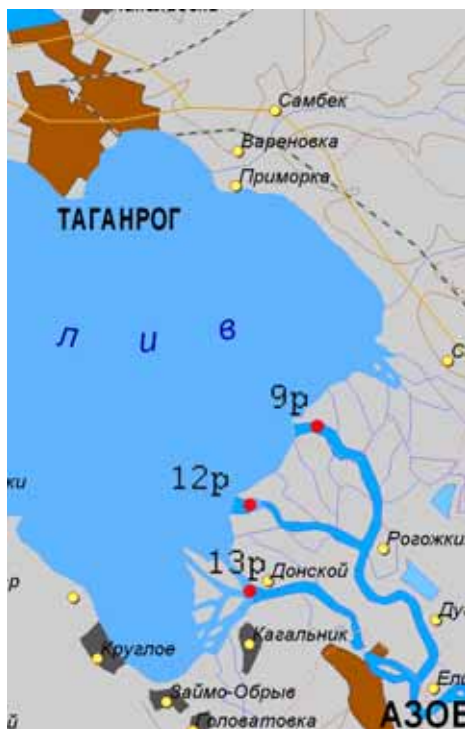 Самбек
Вареновка
Приморка
ТАГАНРОГ
л и в
9р
12р
Рогожки
13р
Донской
Кагальник
Круглое
Займо-Обрыв
АЗОВ
Головатовка